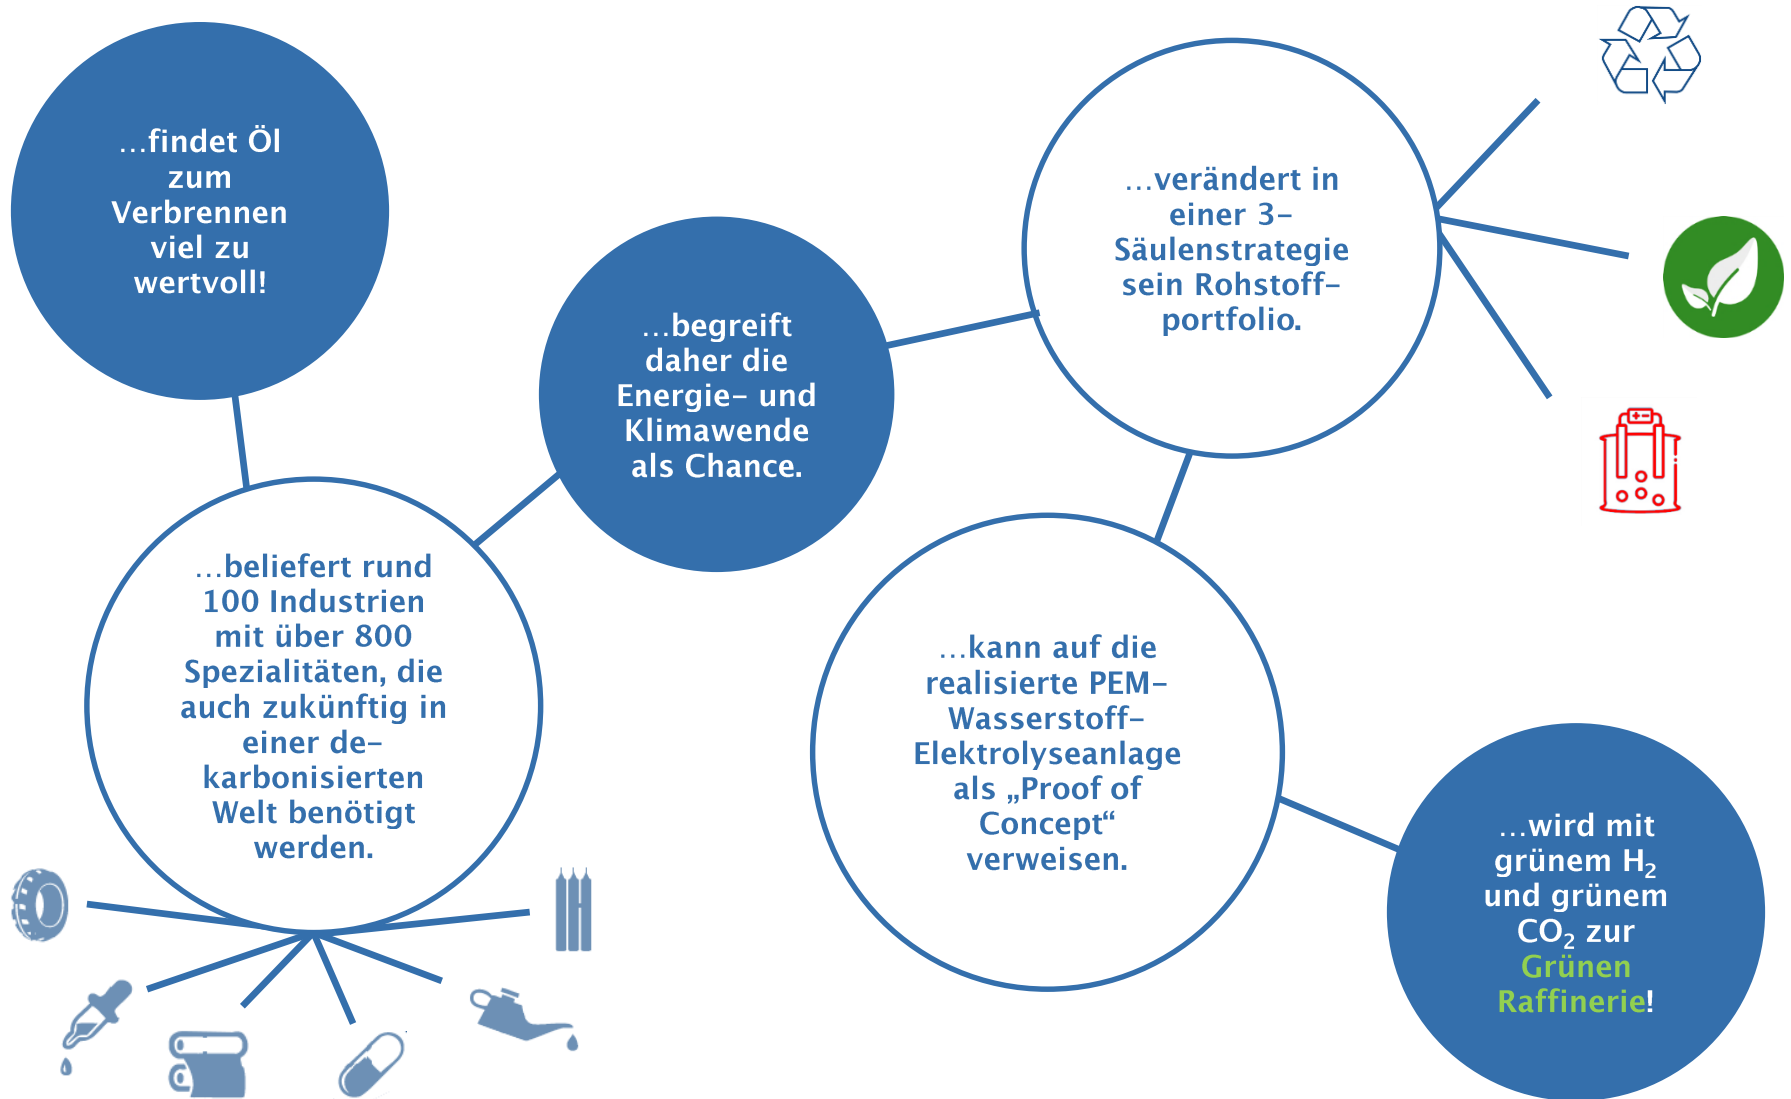 …findet Öl
zum
Verbrennen
viel zu
wertvoll!
…beliefert rund
100 Industrien
mit über 800
Spezialitäten, die
auch zukünftig in
einer de-
karbonisierten
Welt benötigt
werden.
…begreift
daher die
Energie- und
Klimawende
als Chance.
…verändert in
einer 3-
Säulenstrategie
sein Rohstoff-
portfolio.
…kann auf die
realisierte PEM-
Wasserstoff-
Elektrolyseanlage
als „Proof of
Concept“
verweisen.
…wird mit
grünem H₂
und grünem
CO₂ zur
Grünen
Raffinerie!